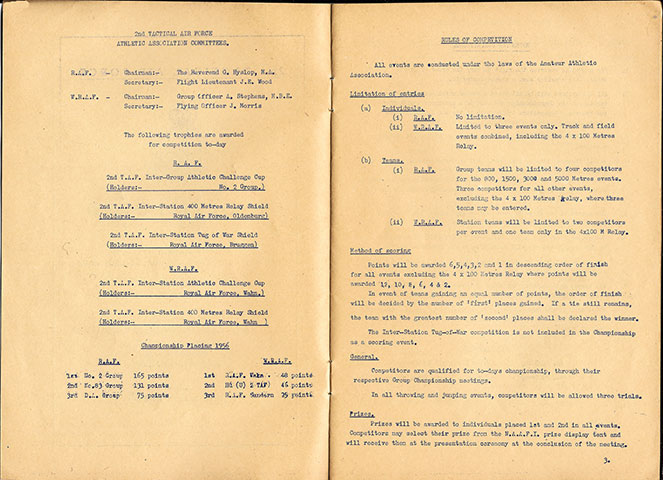 2nd TACTICAL AIR FORCE
ATHLETIC ASSOCIATION COMMITTEES.
R.A.F. - Chairman:- The Reverend G. Hyslop, M.A.
Secretary:- Flight Lieutenant J.E. Wood
W.R.A.F. - Chairman:- Group Officer A. Stephens, M.B.E.
Secretary:- Flying Officer J. Morris
The following trophies are awarded
for competition to-day
R. A. F.
2nd T.A.F. Inter-Group Athletic Challenge Cup
(Holders:- No. 2 Group.)
2nd T.A.F. Inter-Station 400 Metres Relay Shield
(Holders:- Royal Air Force, Oldenburg)
2nd T.A.F. Inter-Station Tug of War Shield
(Holders:- Royal Air Force, Bruggen)
W.R.A.F.
2nd T.A.F. Inter-Station Athletic Challenge Cup
(Holders:- Royal Air Force, Wahn.)
2nd T.A.F. Inter-Station 400 Metres Relay Shield
(Holders:- Royal Air Force, Wahn )
Championship Placing 1956
R.A.F. W.R.A.F.
1st No. 2 Group 165 points 1st R.A.F. Wahn 48 points
2nd No.83 Group 131 points 2nd HQ (U) 2 TAF) 46 points
3rd Group 75 points 3rd R.A.F. Sundern 25 points
RULES OF COMPETITION
All events are conducted under the laws of the Amateur Athletic
Association.
Limitation of entries
(a) Individuals.
(i) R.A.F. No limitation.
(ii) W.R.A.F. Limited to three events only. Track and field
events combined, including the 4 x 100 Metres
Relay.
(b) Teams.
(i) R.A.F. Group teams will be limited to four competitors
for the 800, 1500, 3000 and 5000 Metres events.
Three competitors for all other events,
excluding the 4 x 100 Metres Relay, where three
teams may be entered.
(ii) W.R.A.F. Station teams will be limited to two competitors
per event and one team only in the 4x100 M Relay.
Method of scoring
Points will be awarded 6,5,4,3,2 and 1 in descending order of finish
for all events excluding the 4 x 100 Metres Relay where points will be
awarded 12, 10, 8, 6, 4 & 2.
In event of teams gaining an equal number of points, the order of finish
will be decided by the number of 'first' places gained. If a tie still remains,
the team with the greatest number of 'second' places shall be declared the winner.
The Inter-Station Tug-of-War competition is not included in the Championship
as a scoring event.
General.
Competitors are qualified for to-days championship, through their
respective Group Championship meetings.
In all throwing and jumping events, competitors will be allowed three trials.
Prizes.
Prizes will be awarded to individuals placed 1st and 2nd in all events.
Competitors may select their prize from the N.A.A.F.I. prize display tent and
will receive them at the presentation ceremony at the conclusion of the meeting.
3.